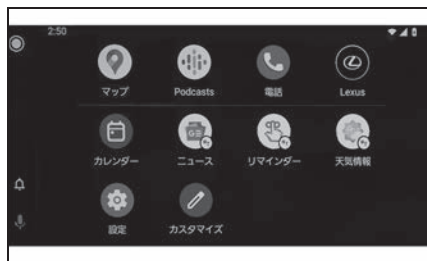 2:50
マップ Podcasts 電話 Lexus
カレンダー ニュース リマインダー 天気情報
設定 カスタマイズ